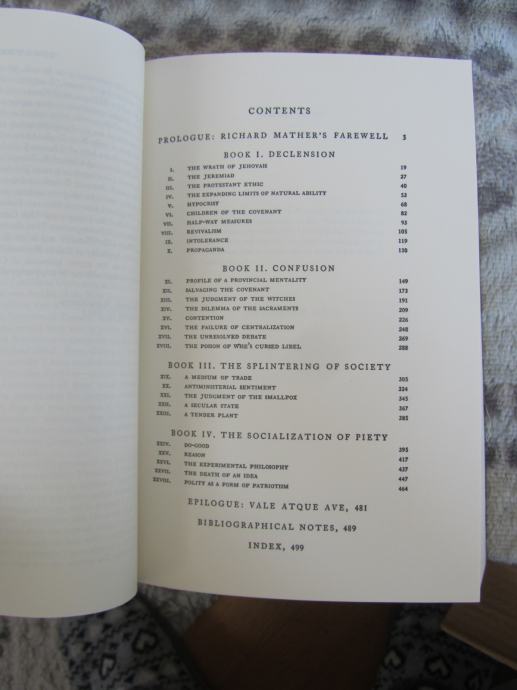 CONTENTS
PROLOGUE: RICHARD MATHER'S FAREWELL 3
BOOK I. DECLENSION
I. THE WRATH OF JEHOVAH 19
II. THE JEREMIAD 27
III. THE PROTESTANT ETHIC 40
IV. THE EXPANDING LIMITS OF NATURAL ABILITY 53
V. HYPOCRISY 68
VI. CHILDREN OF THE COVENANT 82
VII. HALF-WAY MEASURES 93
VIII. REVIVALISM 105
IX. INTOLERANCE 119
X. PROPAGANDA 130
BOOK II. CONFUSION
XI. PROFILE OF A PROVINCIAL MENTALITY 149
XII. SALVAGING THE COVENANT 173
XIII. THE JUDGMENT OF THE WITCHES 191
XIV. THE DILEMMA OF THE SACRAMENTS 209
XV. CONTENTION 226
XVI. THE FAILURE OF CENTRALIZATION 248
XVII. THE UNRESOLVED DEBATE 269
XVIII. THE POISON OF WISE'S CURSED LIBEL 288
BOOK III. THE SPLINTERING OF SOCIETY
XIX. A MEDIUM OF TRADE 305
XX. ANTIMINISTERIAL SENTIMENT 324
XXI. THE JUDGMENT OF THE SMALLPOX 345
XXII. A SECULAR STATE 367
XXIII. A TENDER PLANT 385
BOOK IV. THE SOCIALIZATION OF PIETY
XXIV. DO-GOOD 395
XXV. REASON 417
XXVI. THE EXPERIMENTAL PHILOSOPHY 437
XXVII. THE DEATH OF AN IDEA 447
XXVIII. POLITY AS A FORM OF PATRIOTISM 464
EPILOGUE: VALE ATQUE AVE, 481
BIBLIOGRAPHICAL NOTES, 489
INDEX, 499